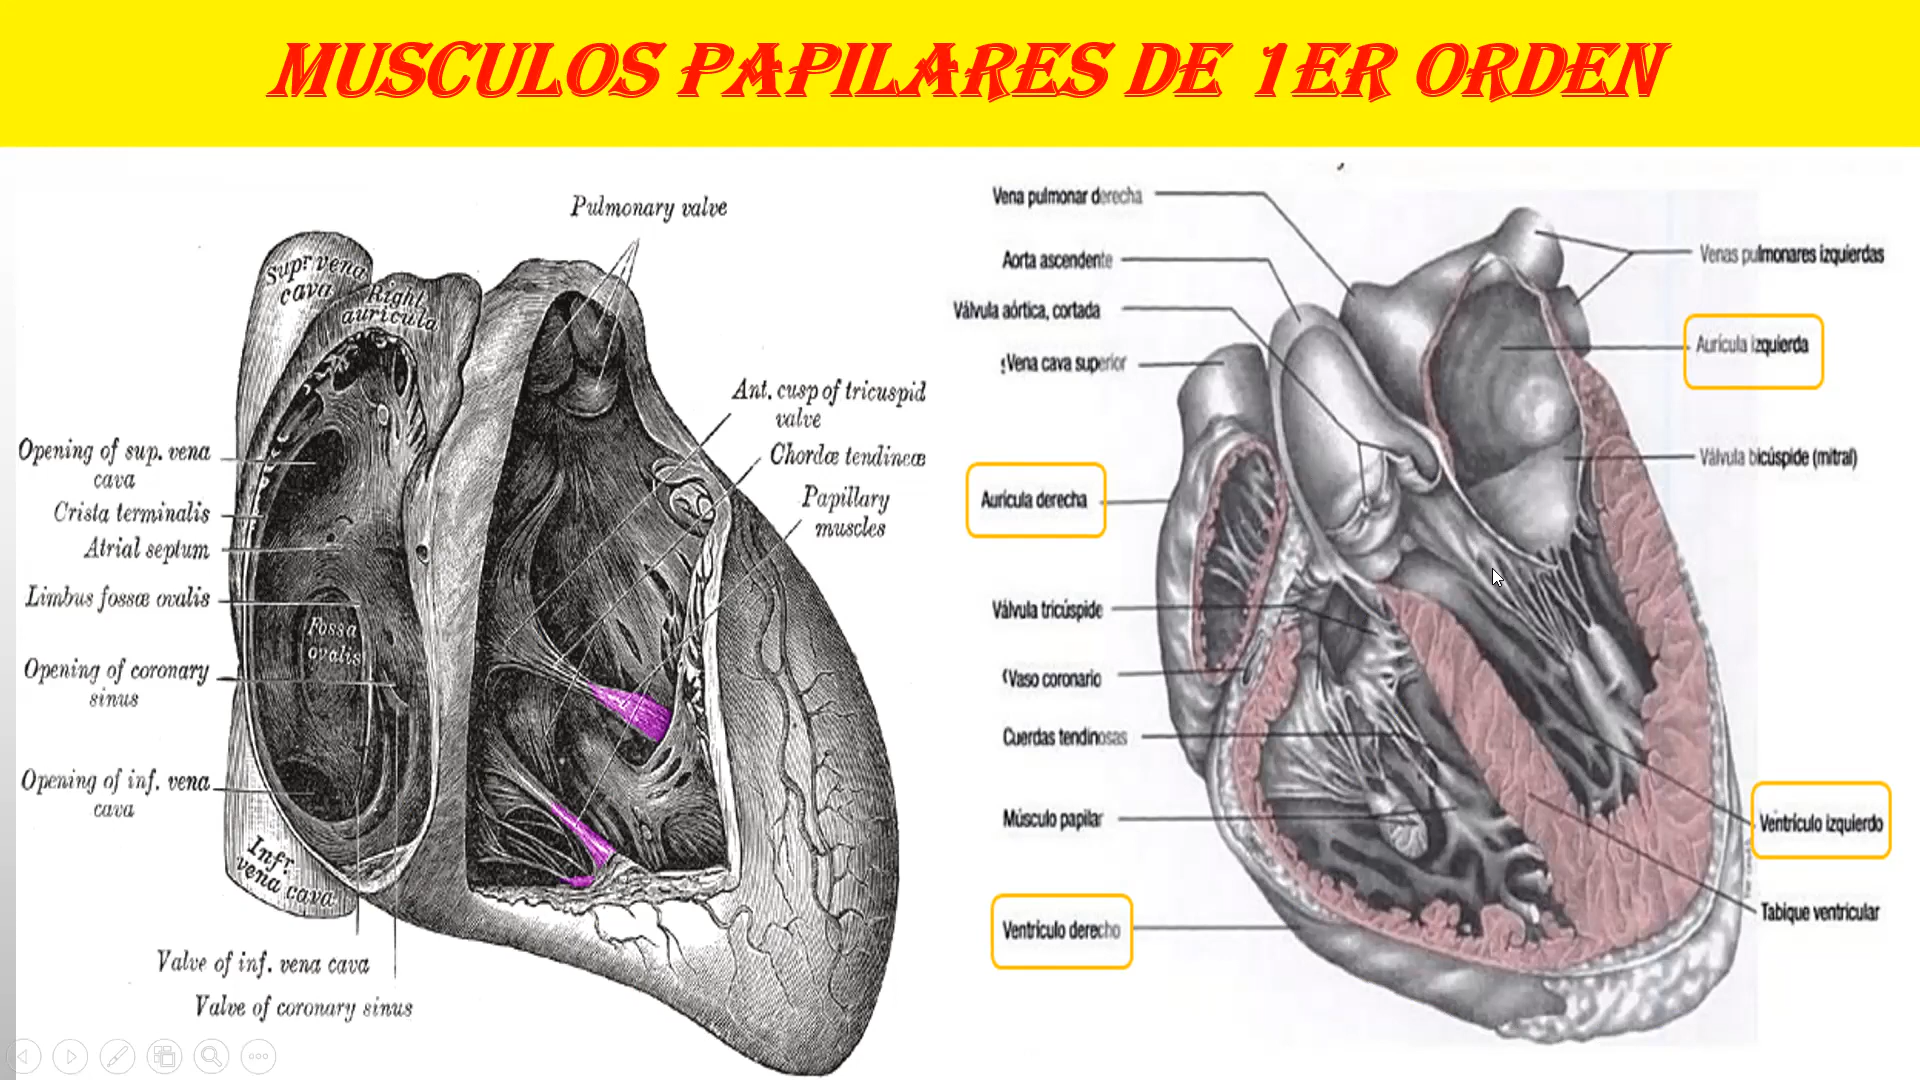 MUSCULOS PAPILARES DE 1ER ORDEN
Pulmonary valve
Supr. vena
cava
Right
auricula
Ant. cusp of tricuspid
valve
Chordæ tendineæ
Papillary
muscles
Opening of sup. vena
cava
Crista terminalis
Atrial septum
Limbus fossæ ovalis
Fossa
ovalis
Opening of coronary
sinus
Opening of inf. vena
cava
Infr.
vena cava
Valve of inf. vena cava
Valve of coronary sinus
Vena pulmonar derecha
Aorta ascendente
Válvula aórtica, cortada
Vena cava superior
Aurícula derecha
Válvula tricúspide
Vaso coronario
Cuerdas tendinosas
Músculo papilar
Ventrículo derecho
Venas pulmonares izquierdas
Aurícula izquierda
Válvula bicúspide (mitral)
Ventrículo izquierdo
Tabique ventricular